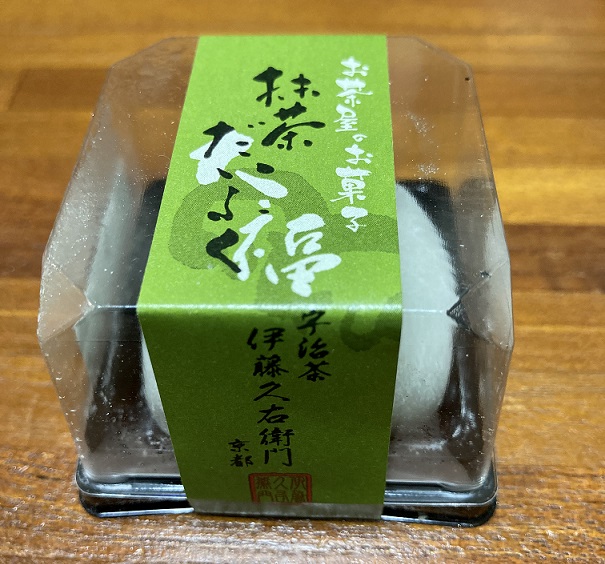 お茶屋のお菓子
抹茶
だいふく
福
宇治茶
伊藤久右衛門
京都